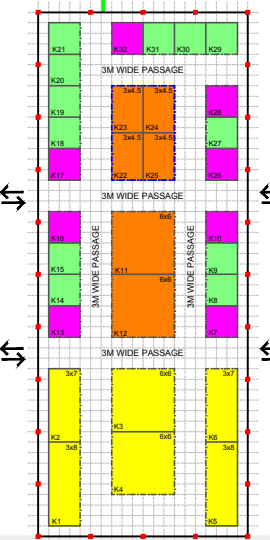 K21
K32
K31
K30
K29
3M WIDE PASSAGE
K20
3x4.5
3x4.5
K19
K23
K24
K28
3x4.5
3x4.5
K18
K27
K17
K22
K25
K26
3M WIDE PASSAGE
6x6
K16
K10
K15
K11
K9
6x6
K14
K8
K13
K12
K7
3M WIDE PASSAGE
3M WIDE PASSAGE
3M WIDE PASSAGE
3x7
6x6
3x7
K3
K2
6x6
K6
3x8
3x8
K4
K1
K5